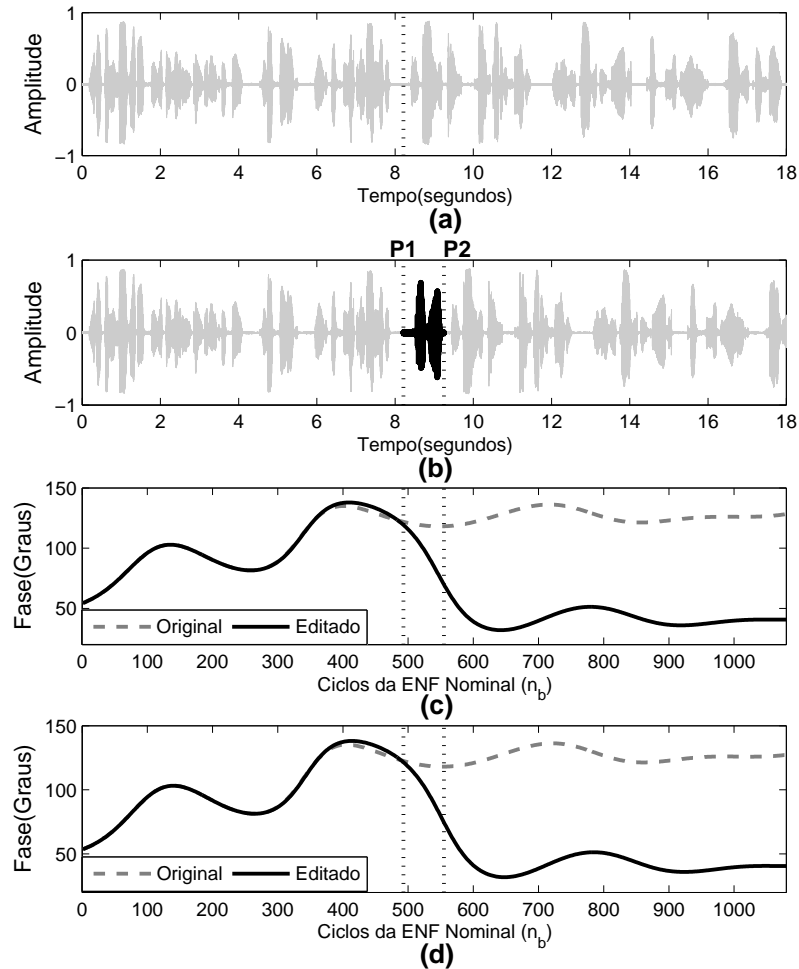 1
0
−1
Amplitude
0 2 4 6 8 10 12 14 16 18
Tempo(segundos)
(a)
P1 P2
1
0
−1
Amplitude
0 2 4 6 8 10 12 14 16 18
Tempo(segundos)
(b)
150
100
50
Fase(Graus)
Original Editado
0 100 200 300 400 500 600 700 800 900 1000
Ciclos da ENF Nominal (n_b)
(c)
150
100
50
Fase(Graus)
Original Editado
0 100 200 300 400 500 600 700 800 900 1000
Ciclos da ENF Nominal (n_b)
(d)